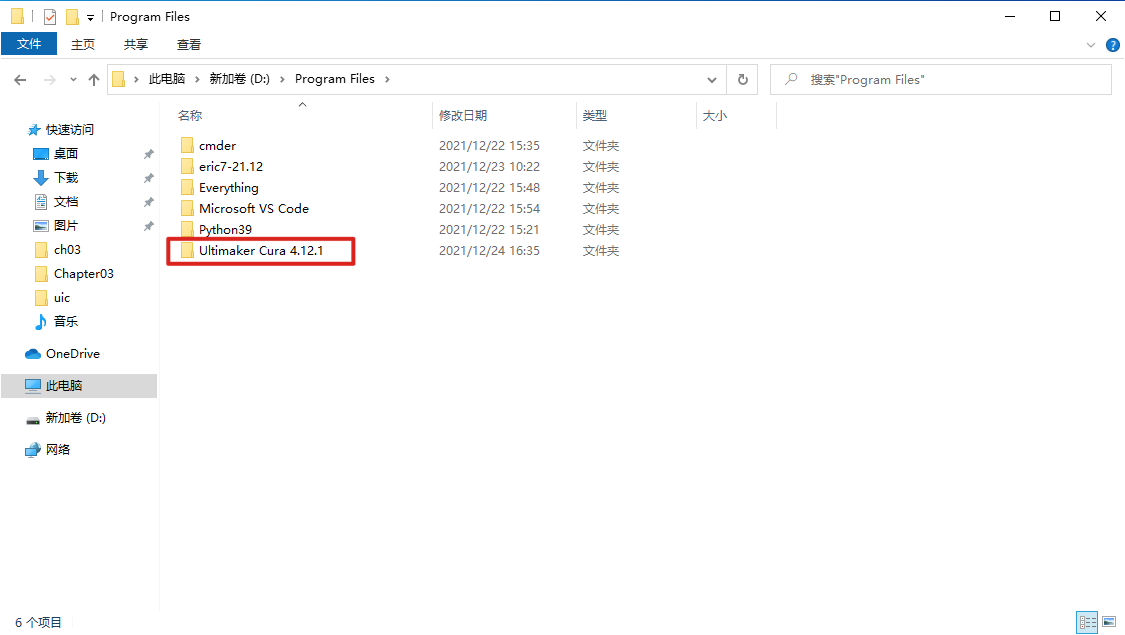 Program Files
文件 主页 共享 查看
此电脑 新加卷 (D:) Program Files
搜索"Program Files"
名称 修改日期 类型 大小
快速访问
桌面
下载
文档
图片
ch03
Chapter03
uic
音乐
OneDrive
此电脑
新加卷 (D:)
网络
cmder 2021/12/22 15:35 文件夹
eric7-21.12 2021/12/23 10:22 文件夹
Everything 2021/12/22 15:48 文件夹
Microsoft VS Code 2021/12/22 15:54 文件夹
Python39 2021/12/22 15:21 文件夹
Ultimaker Cura 4.12.1 2021/12/24 16:35 文件夹
6 个项目